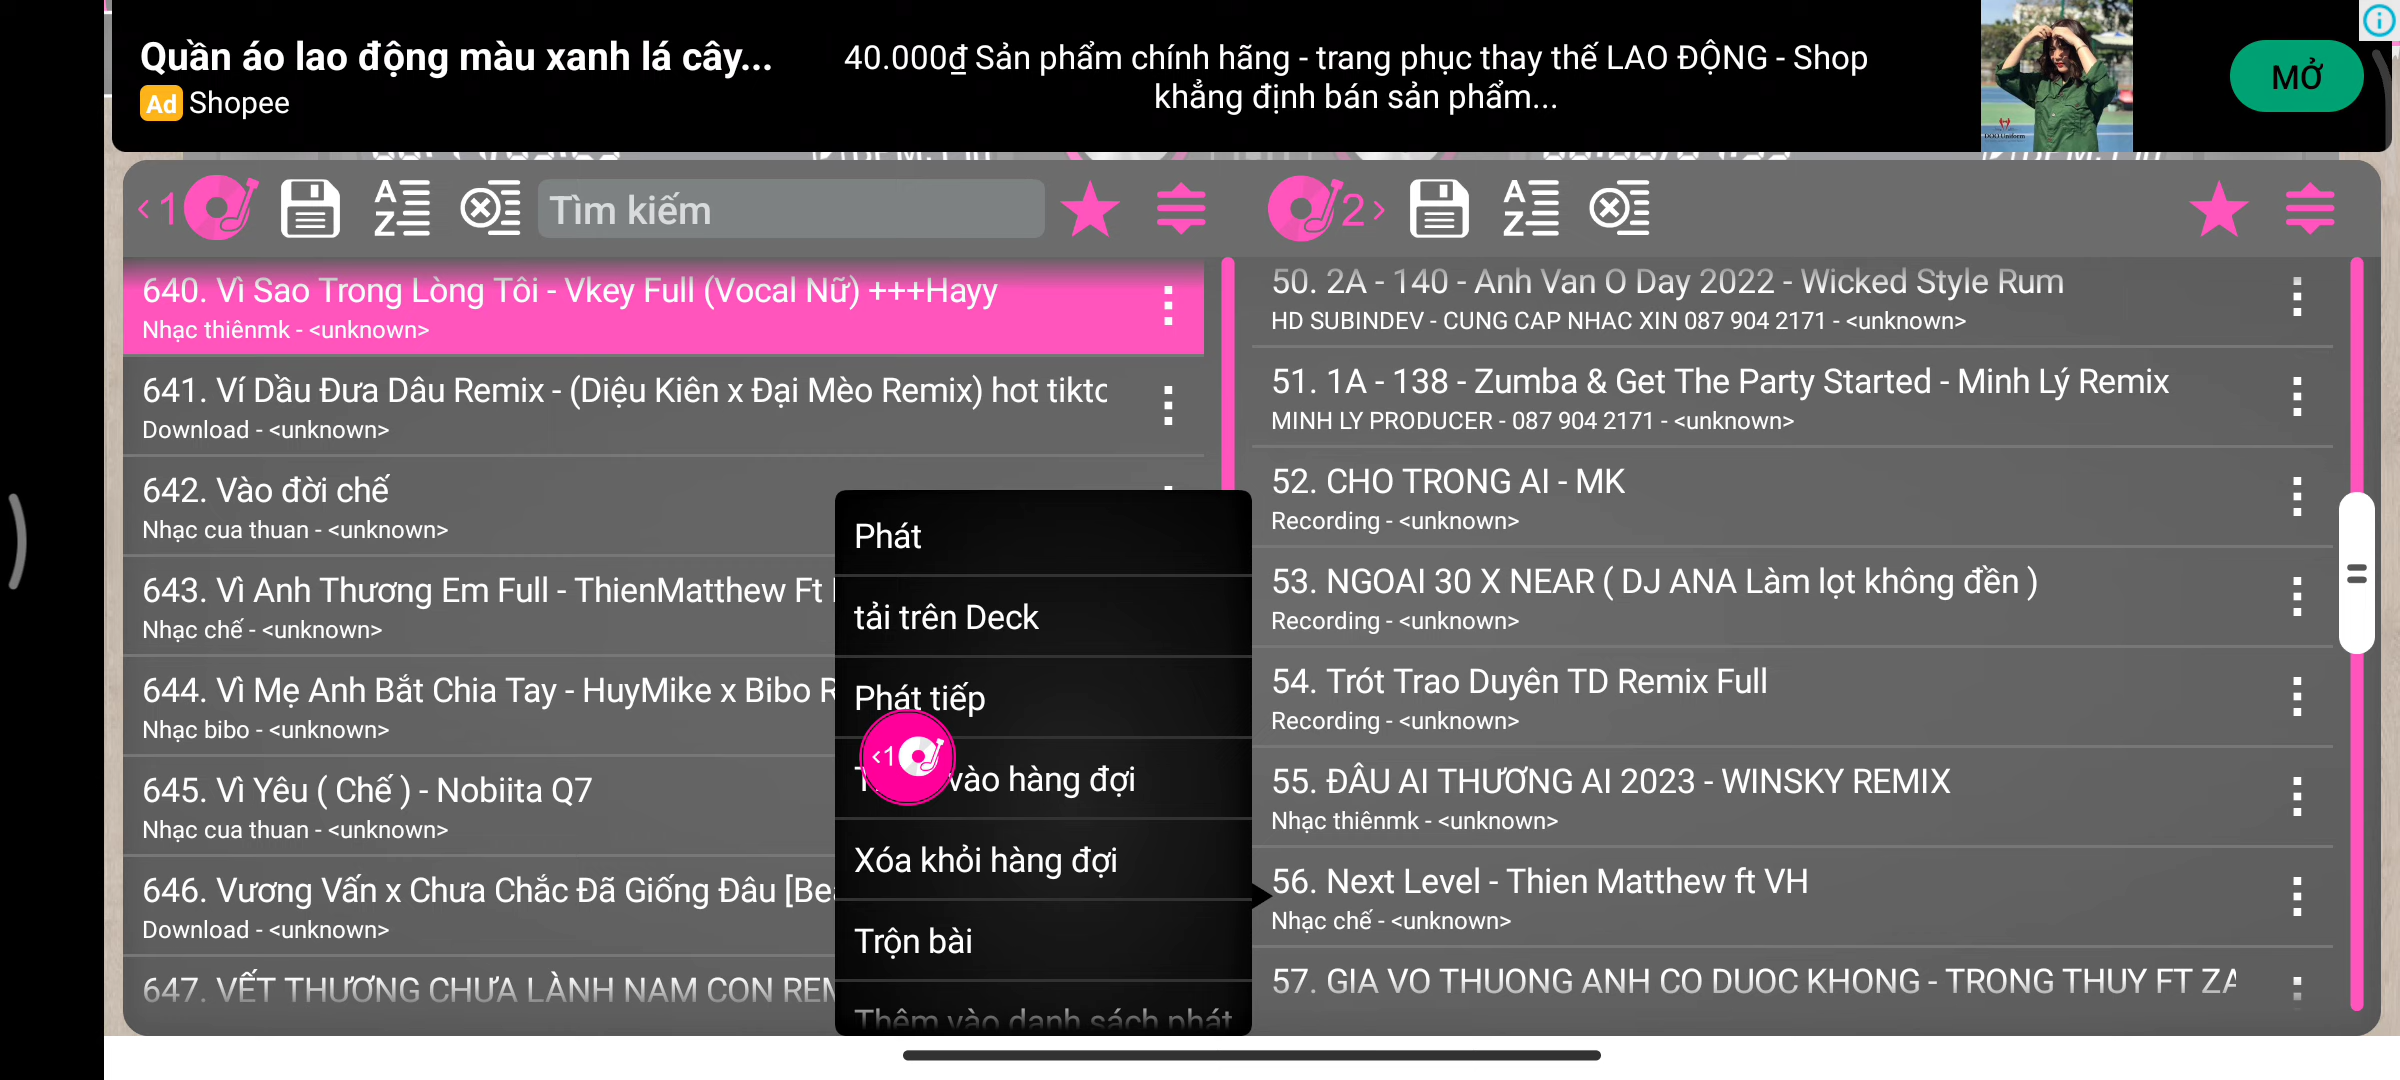 Quần áo lao động màu xanh lá cây...
Ad Shopee
40.000₫ Sản phẩm chính hãng - trang phục thay thế LAO ĐỘNG - Shop
khẳng định bán sản phẩm...
MỞ
<1
Tìm kiếm
2>
640. Vì Sao Trong Lòng Tôi - Vkey Full (Vocal Nữ) +++Hayy
Nhạc thiênmk - <unknown>
641. Ví Dầu Đưa Dâu Remix - (Diệu Kiên x Đại Mèo Remix) hot tikto
Download - <unknown>
642. Vào đời chế
Nhạc cua thuan - <unknown>
643. Vì Anh Thương Em Full - ThienMatthew Ft
Nhạc chế - <unknown>
644. Vì Mẹ Anh Bắt Chia Tay - HuyMike x Bibo R
Nhạc bibo - <unknown>
645. Vì Yêu ( Chế ) - Nobiita Q7
Nhạc cua thuan - <unknown>
646. Vương Vấn x Chưa Chắc Đã Giống Đâu [Bea
Download - <unknown>
647. VẾT THƯƠNG CHƯA LÀNH NAM CON REM
Phát
tải trên Deck
Phát tiếp
<1
vào hàng đợi
Xóa khỏi hàng đợi
Trộn bài
Thêm vào danh sách phát
50. 2A - 140 - Anh Van O Day 2022 - Wicked Style Rum
HD SUBINDEV - CUNG CAP NHAC XIN 087 904 2171 - <unknown>
51. 1A - 138 - Zumba & Get The Party Started - Minh Lý Remix
MINH LY PRODUCER - 087 904 2171 - <unknown>
52. CHO TRONG AI - MK
Recording - <unknown>
53. NGOAI 30 X NEAR ( DJ ANA Làm lọt không đền )
Recording - <unknown>
54. Trót Trao Duyên TD Remix Full
Recording - <unknown>
55. ĐÂU AI THƯƠNG AI 2023 - WINSKY REMIX
Nhạc thiênmk - <unknown>
56. Next Level - Thien Matthew ft VH
Nhạc chế - <unknown>
57. GIA VO THUONG ANH CO DUOC KHONG - TRONG THUY FT ZA